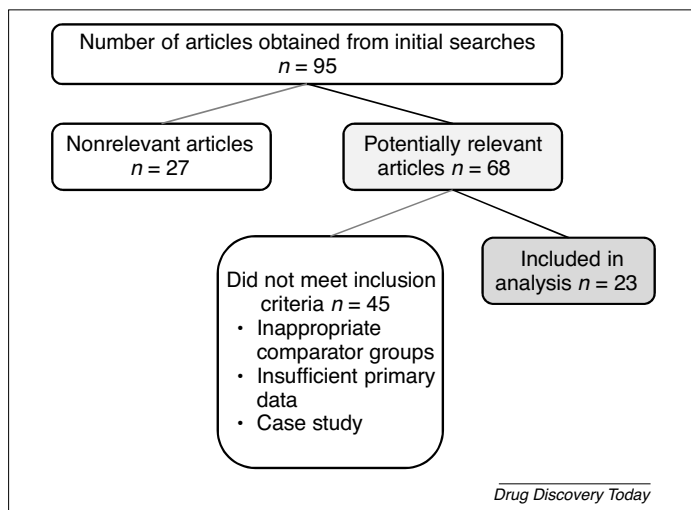 Number of articles obtained from initial searches
n = 95
Nonrelevant articles
n = 27
Potentially relevant
articles n = 68
Did not meet inclusion
criteria n = 45
• Inappropriate
comparator groups
• Insufficient primary
data
• Case study
Included in
analysis n = 23
Drug Discovery Today